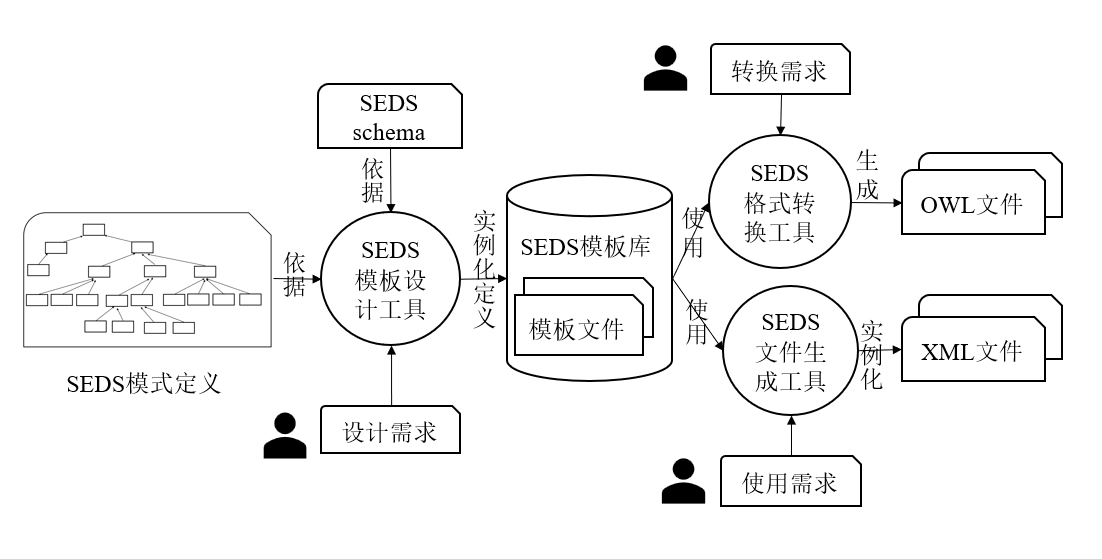 转换需求
SEDS
schema
依据
SEDS模式定义
依据
SEDS
模板设
计工具
设计需求
实例化定义
SEDS模板库
模板文件
使用
使用
SEDS
格式转
换工具
生成
OWL文件
SEDS
文件生
成工具
实例化
XML文件
使用需求